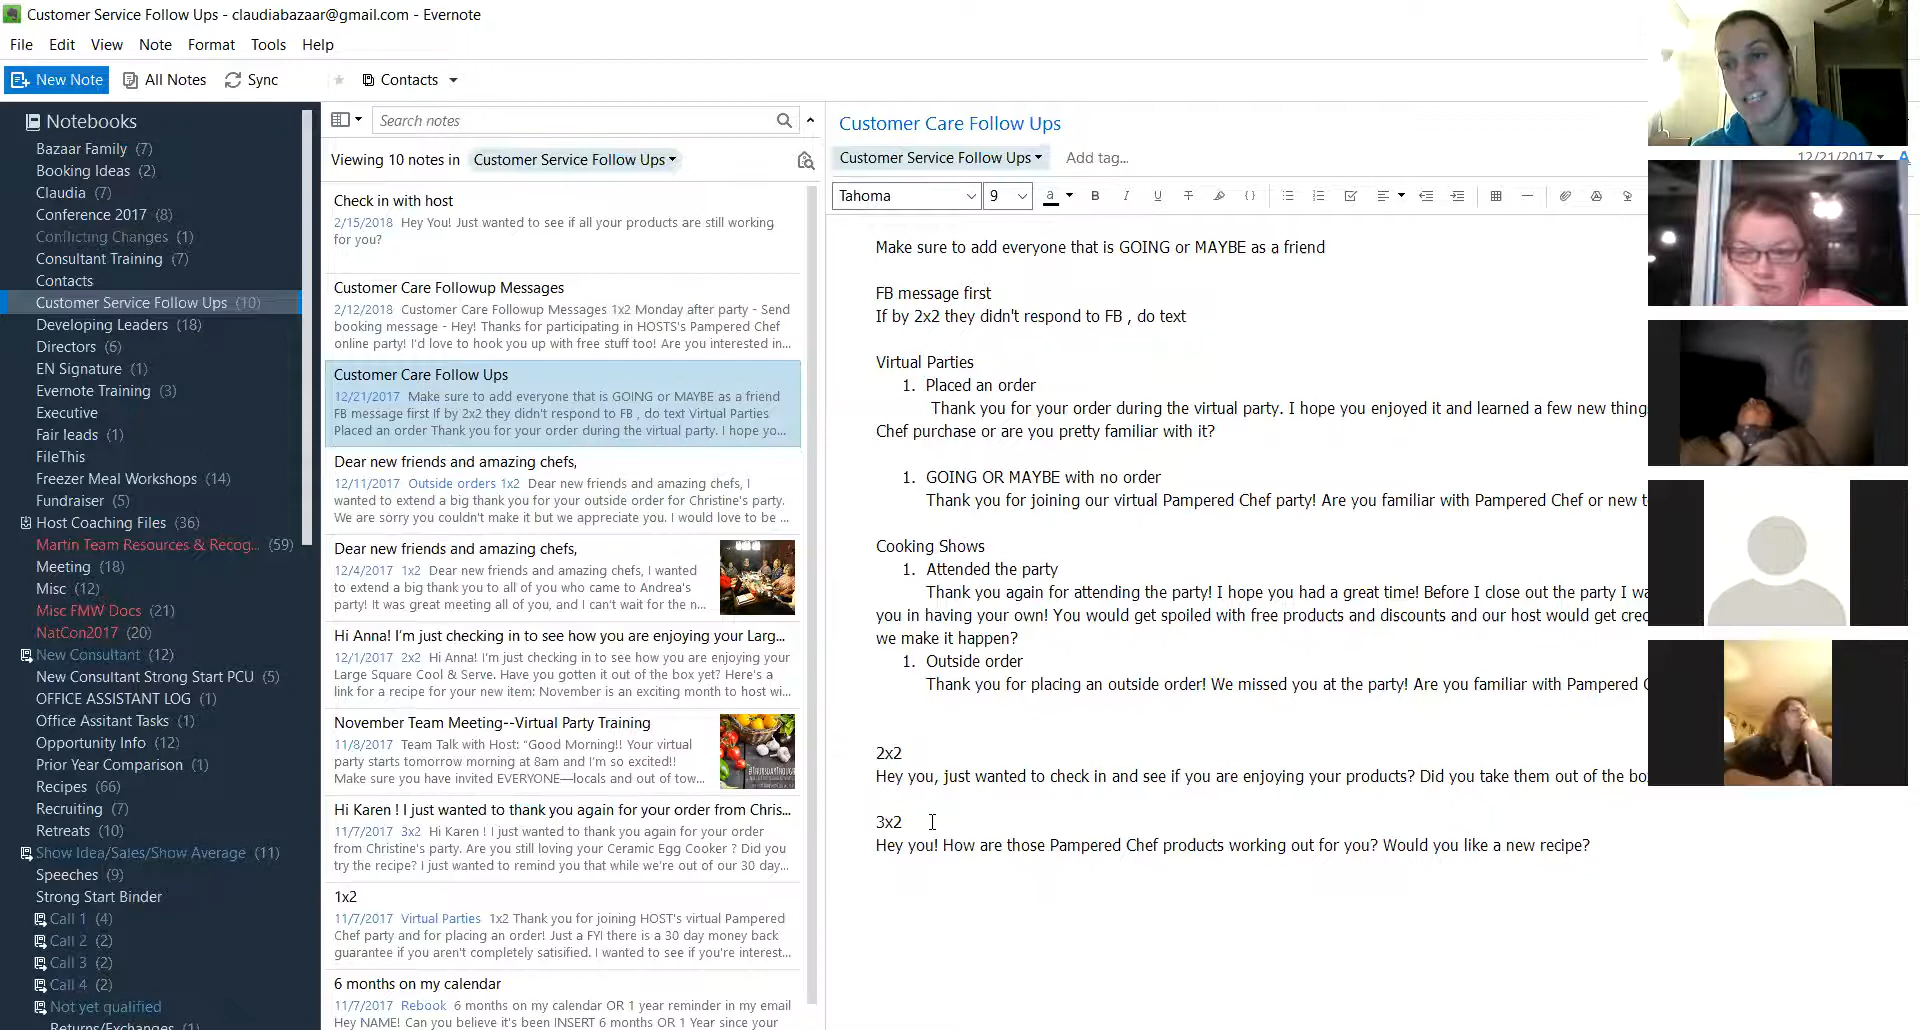 Customer Service Follow Ups - claudiabazaar@gmail.com - Evernote
File Edit View Note Format Tools Help
New Note All Notes Sync Contacts
Notebooks
Bazaar Family (7)
Booking Ideas (2)
Claudia (7)
Conference 2017 (8)
Conflicting Changes (1)
Consultant Training (7)
Contacts
Customer Service Follow Ups (10)
Developing Leaders (18)
Directors (6)
EN Signature (1)
Evernote Training (3)
Executive
Fair leads (1)
FileThis
Freezer Meal Workshops (14)
Fundraiser (5)
Host Coaching Files (36)
Martin Team Resources & Recog... (59)
Meeting (18)
Misc (12)
Misc FMW Docs (21)
NatCon2017 (20)
New Consultant (12)
New Consultant Strong Start PCU (5)
OFFICE ASSISTANT LOG (1)
Office Assitant Tasks (1)
Opportunity Info (12)
Prior Year Comparison (1)
Recipes (66)
Recruiting (7)
Retreats (10)
Show Idea/Sales/Show Average (11)
Speeches (9)
Strong Start Binder
Call 1 (4)
Call 2 (2)
Call 3 (2)
Call 4 (2)
Not yet qualified
Returns/Exchanges (1)
Search notes
Viewing 10 notes in Customer Service Follow Ups
Check in with host
2/15/2018 Hey You! Just wanted to see if all your products are still working
for you?
Customer Care Followup Messages
2/12/2018 Customer Care Followup Messages 1x2 Monday after party - Send
booking message - Hey! Thanks for participating in HOSTS's Pampered Chef
online party! I'd love to hook you up with free stuff too! Are you interested in...
Customer Care Follow Ups
12/21/2017 Make sure to add everyone that is GOING or MAYBE as a friend
FB message first If by 2x2 they didn't respond to FB , do text Virtual Parties
Placed an order Thank you for your order during the virtual party. I hope yo...
Dear new friends and amazing chefs,
12/11/2017 Outside orders 1x2 Dear new friends and amazing chefs, I
wanted to extend a big thank you for your outside order for Christine's party.
We are sorry you couldn't make it but we appreciate you. I would love to be ...
Dear new friends and amazing chefs,
12/4/2017 1x2 Dear new friends and amazing chefs, I wanted
to extend a big thank you to all of you who came to Andrea's
party! It was great meeting all of you, and I can't wait for the n...
Hi Anna! I'm just checking in to see how you are enjoying your Larg...
12/1/2017 2x2 Hi Anna! I'm just checking in to see how you are enjoying your
Large Square Cool & Serve. Have you gotten it out of the box yet? Here's a
link for a recipe for your new item: November is an exciting month to host wi...
November Team Meeting--Virtual Party Training
11/8/2017 Team Talk with Host: "Good Morning!! Your virtual
party starts tomorrow morning at 8am and I'm so excited!!
Make sure you have invited EVERYONE—locals and out of tow...
Hi Karen ! I just wanted to thank you again for your order from Chris...
11/7/2017 3x2 Hi Karen ! I just wanted to thank you again for your order
from Christine's party. Are you still loving your Ceramic Egg Cooker ? Did you
try the recipe? I just wanted to remind you that while we're out of our 30 day...
1x2
11/7/2017 Virtual Parties 1x2 Thank you for joining HOST's virtual Pampered
Chef party and for placing an order! Just a FYI there is a 30 day money back
guarantee if you aren't completely satisified. I wanted to see if you're interest...
6 months on my calendar
11/7/2017 Rebook 6 months on my calendar OR 1 year reminder in my email
Hey NAME! Can you believe it's been INSERT 6 months OR 1 Year since your
Customer Care Follow Ups
Customer Service Follow Ups Add tag... 12/21/2017
Tahoma 9
Make sure to add everyone that is GOING or MAYBE as a friend
FB message first
If by 2x2 they didn't respond to FB , do text
Virtual Parties
1. Placed an order
Thank you for your order during the virtual party. I hope you enjoyed it and learned a few new thing
Chef purchase or are you pretty familiar with it?
1. GOING OR MAYBE with no order
Thank you for joining our virtual Pampered Chef party! Are you familiar with Pampered Chef or new t
Cooking Shows
1. Attended the party
Thank you again for attending the party! I hope you had a great time! Before I close out the party I wa
you in having your own! You would get spoiled with free products and discounts and our host would get cred
we make it happen?
1. Outside order
Thank you for placing an outside order! We missed you at the party! Are you familiar with Pampered C
2x2
Hey you, just wanted to check in and see if you are enjoying your products? Did you take them out of the bo
3x2
Hey you! How are those Pampered Chef products working out for you? Would you like a new recipe?